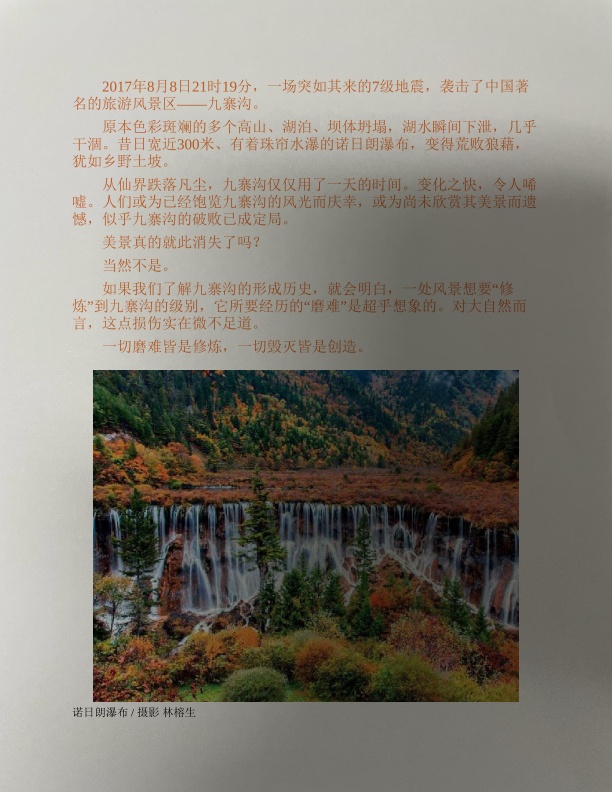 2017年8月8日21时19分，一场突如其来的7级地震，袭击了中国著
名的旅游风景区——九寨沟。
原本色彩斑斓的多个高山、湖泊、坝体坍塌，湖水瞬间下泄，几乎
干涸。昔日宽近300米、有着珠帘水瀑的诺日朗瀑布，变得荒败狼藉，
犹如乡野土坡。
从仙界跌落凡尘，九寨沟仅仅用了一天的时间。变化之快，令人唏
嘘。人们或为已经饱览九寨沟的风光而庆幸，或为尚未欣赏其美景而遗
憾，似乎九寨沟的破败已成定局。
美景真的就此消失了吗？
当然不是。
如果我们了解九寨沟的形成历史，就会明白，一处风景想要“修
炼”到九寨沟的级别，它所要经历的“磨难”是超乎想象的。对大自然而
言，这点损伤实在微不足道。
一切磨难皆是修炼，一切毁灭皆是创造。
诺日朗瀑布 / 摄影 林榕生